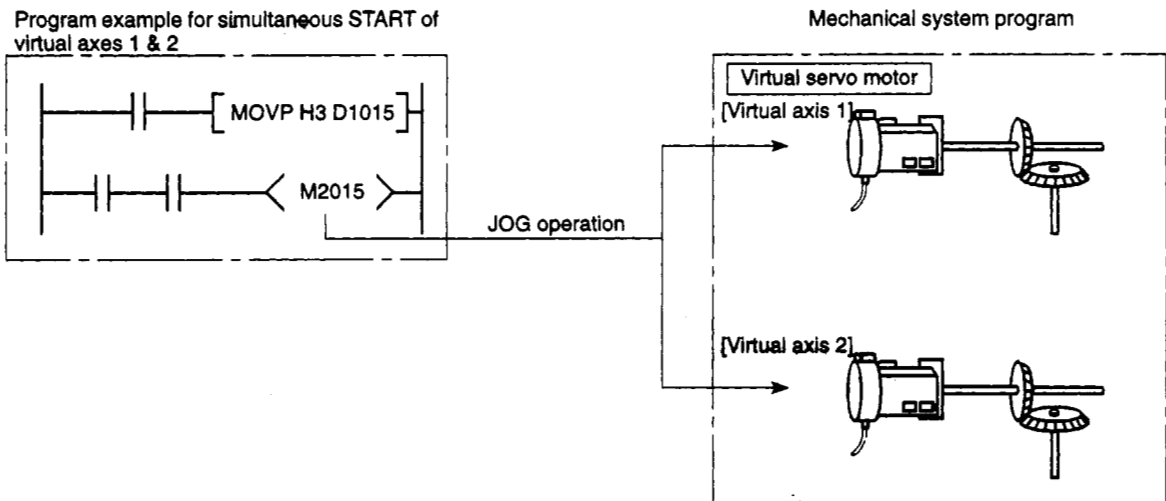 Program example for simultaneous START of
virtual axes 1 & 2
MOVP H3 D1015
M2015
JOG operation
Mechanical system program
Virtual servo motor
[Virtual axis 1]
[Virtual axis 2]